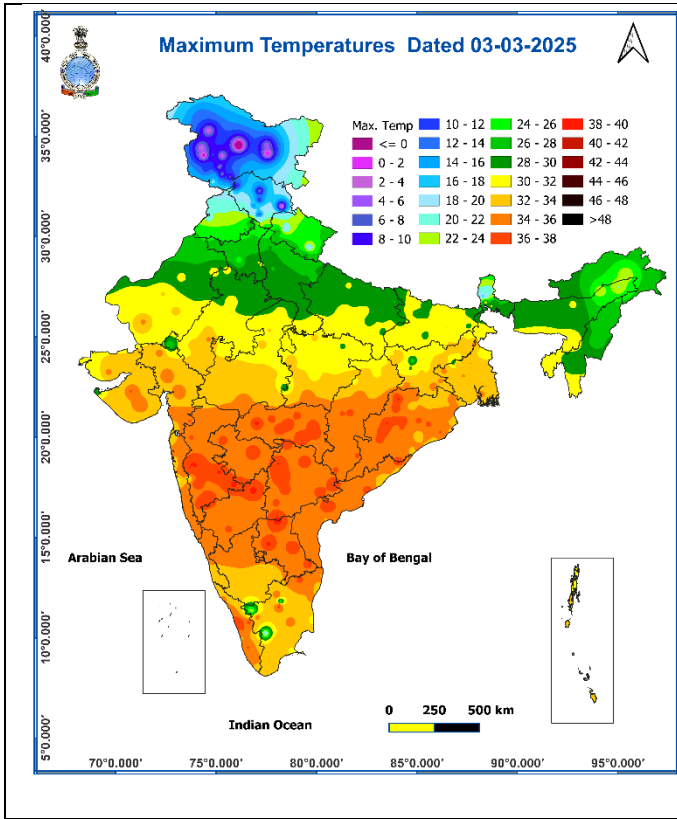 Maximum Temperatures Dated 03-03-2025
Max. Temp
<= 0
0 - 2
2 - 4
4 - 6
6 - 8
8 - 10
10 - 12
12 - 14
14 - 16
16 - 18
18 - 20
20 - 22
22 - 24
24 - 26
26 - 28
28 - 30
30 - 32
32 - 34
34 - 36
36 - 38
38 - 40
40 - 42
42 - 44
44 - 46
46 - 48
>48
40°0.000'
35°0.000'
30°0.000'
25°0.000'
20°0.000'
15°0.000'
10°0.000'
5°0.000'
Arabian Sea
Bay of Bengal
Indian Ocean
0 250 500 km
70°0.000' 75°0.000' 80°0.000' 85°0.000' 90°0.000' 95°0.000'